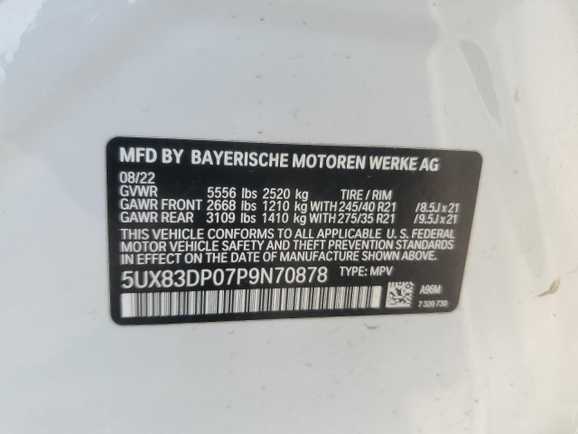 MFD BY BAYERISCHE MOTOREN WERKE AG
08/22
GVWR 5556 lbs 2520 kg TIRE / RIM
GAWR FRONT 2668 lbs 1210 kg WITH 245/40 R21 /8.5J x 21
GAWR REAR 3109 lbs 1410 kg WITH 275/35 R21 /9.5J x 21
THIS VEHICLE CONFORMS TO ALL APPLICABLE U. S. FEDERAL
MOTOR VEHICLE SAFETY AND THEFT PREVENTION STANDARDS
IN EFFECT ON THE DATE OF MANUFACTURE SHOWN ABOVE.
5UX83DP07P9N70878 TYPE: MPV
A96M